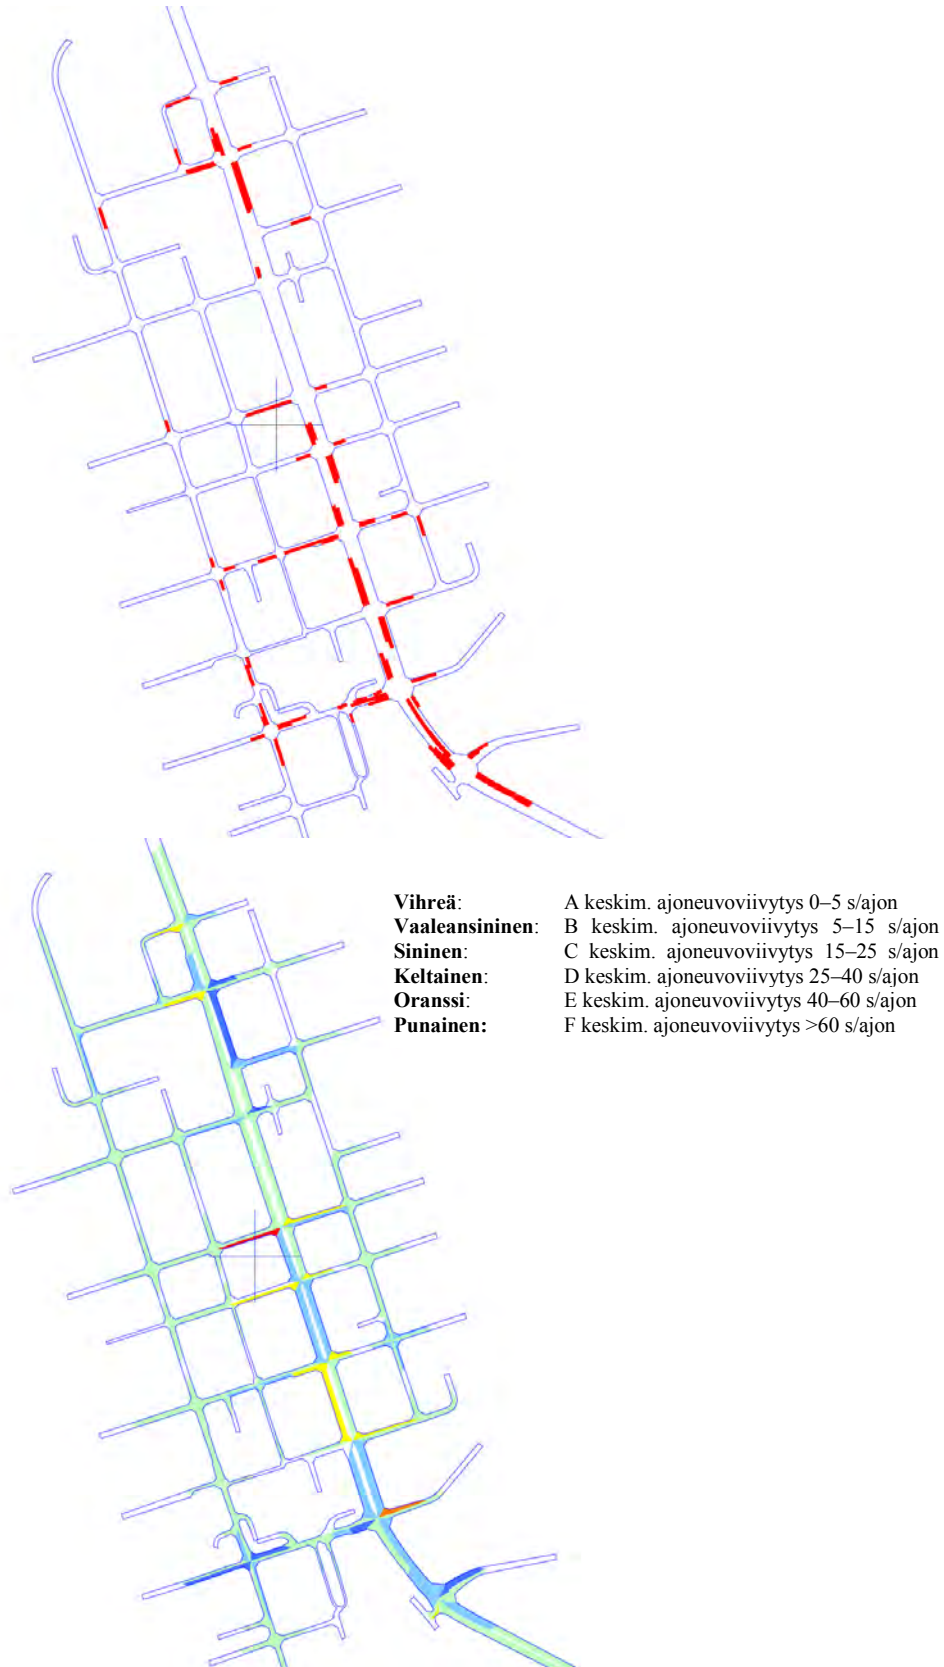 Vihreä: A keskim. ajoneuvoviivytys 0–5 s/ajon
Vaaleansininen: B keskim. ajoneuvoviivytys 5–15 s/ajon
Sininen: C keskim. ajoneuvoviivytys 15–25 s/ajon
Keltainen: D keskim. ajoneuvoviivytys 25–40 s/ajon
Oranssi: E keskim. ajoneuvoviivytys 40–60 s/ajon
Punainen: F keskim. ajoneuvoviivytys >60 s/ajon